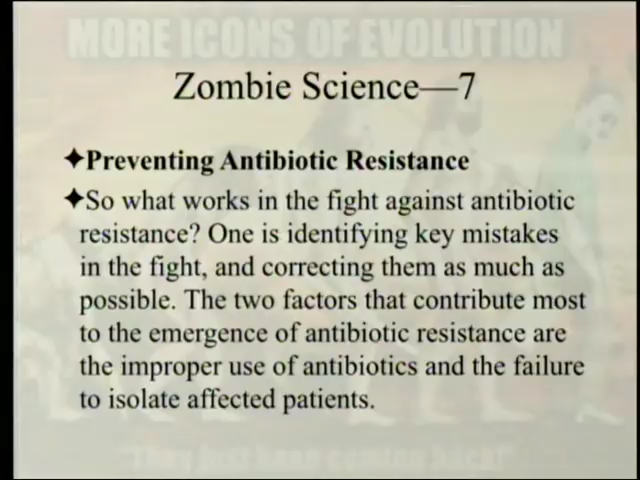 MORE ICONS OF EVOLUTION
Zombie Science—7
✦Preventing Antibiotic Resistance
✦So what works in the fight against antibiotic
resistance? One is identifying key mistakes
in the fight, and correcting them as much as
possible. The two factors that contribute most
to the emergence of antibiotic resistance are
the improper use of antibiotics and the failure
to isolate affected patients.
"They just keep coming back!"